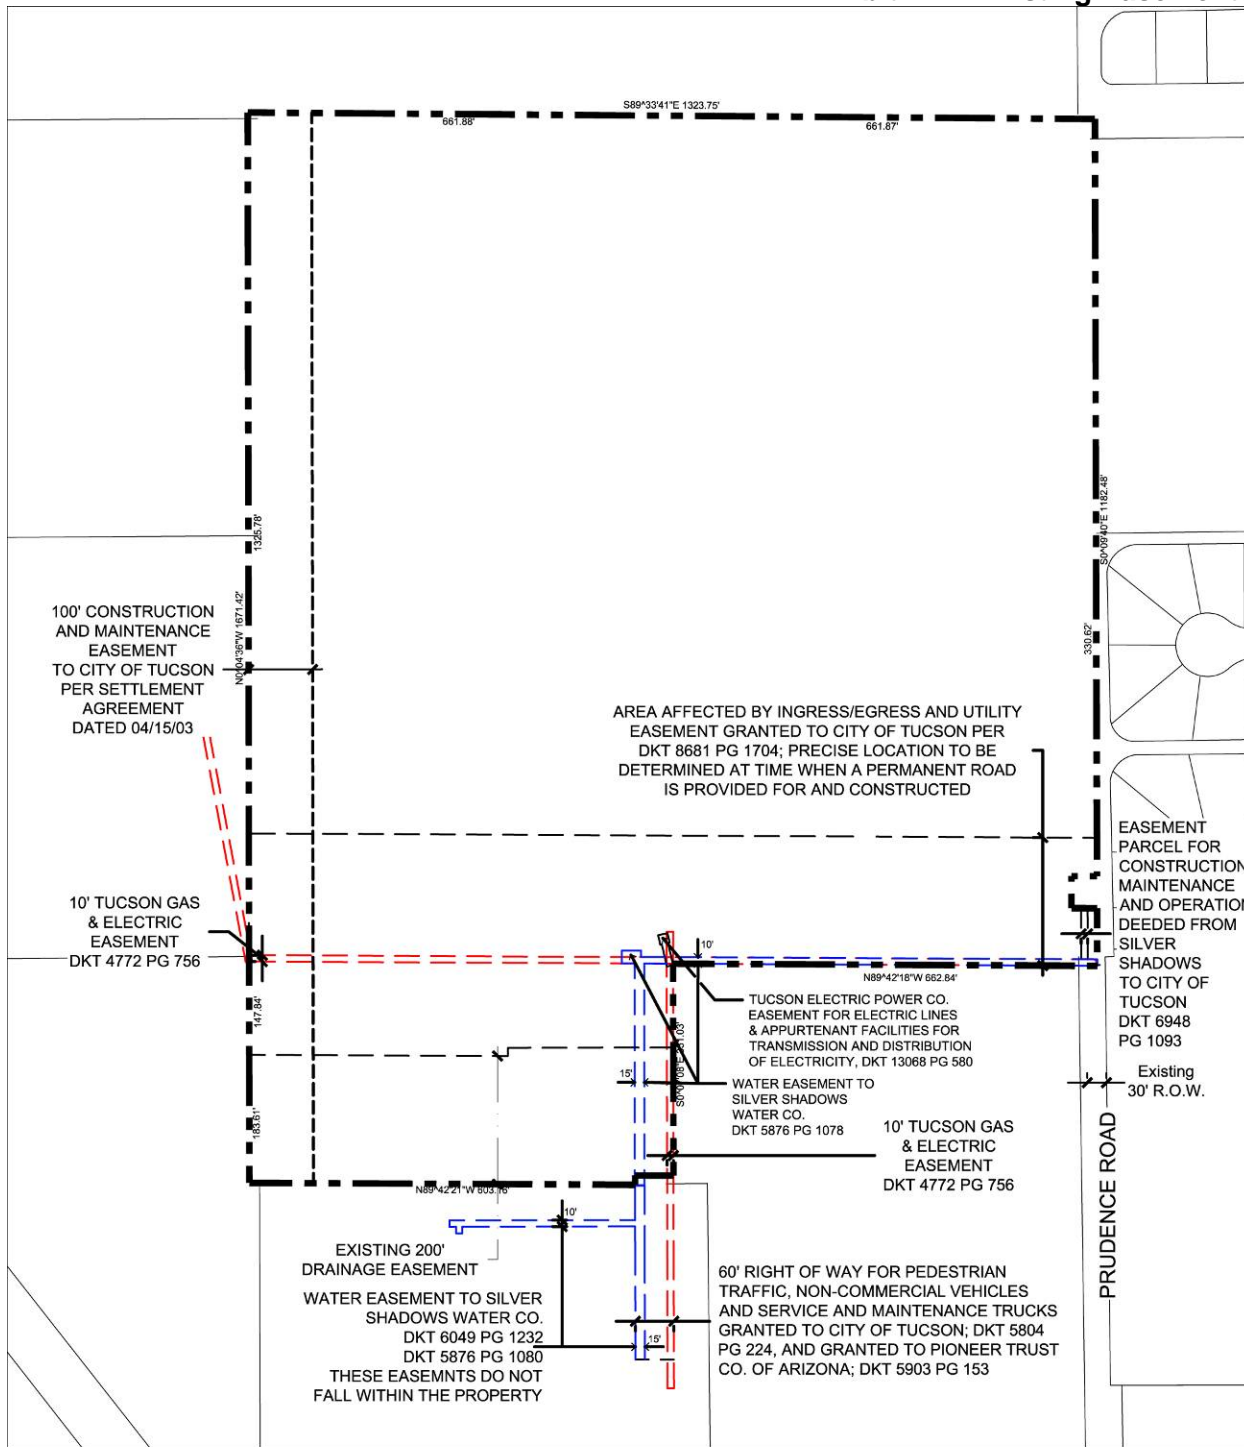 S89^33'41"E 1323.75'
661.88'
661.87'
1325.78'
N0^04'36"W 1671.42'
S0^09'40"E 1182.48'
330.62'
100' CONSTRUCTION
AND MAINTENANCE
EASEMENT
TO CITY OF TUCSON
PER SETTLEMENT
AGREEMENT
DATED 04/15/03
AREA AFFECTED BY INGRESS/EGRESS AND UTILITY
EASEMENT GRANTED TO CITY OF TUCSON PER
DKT 8681 PG 1704; PRECISE LOCATION TO BE
DETERMINED AT TIME WHEN A PERMANENT ROAD
IS PROVIDED FOR AND CONSTRUCTED
EASEMENT
PARCEL FOR
CONSTRUCTION
MAINTENANCE
AND OPERATION
DEEDED FROM
SILVER
SHADOWS
TO CITY OF
TUCSON
DKT 6948
PG 1093
10' TUCSON GAS
& ELECTRIC
EASEMENT
DKT 4772 PG 756
10'
N89^42'18"W 662.84'
147.84'
TUCSON ELECTRIC POWER CO.
EASEMENT FOR ELECTRIC LINES
& APPURTENANT FACILITIES FOR
TRANSMISSION AND DISTRIBUTION
OF ELECTRICITY, DKT 13068 PG 580
15'
WATER EASEMENT TO
SILVER SHADOWS
WATER CO.
DKT 5876 PG 1078
Existing
30' R.O.W.
183.61'
10' TUCSON GAS
& ELECTRIC
EASEMENT
DKT 4772 PG 756
PRUDENCE ROAD
N89^42'21"W 603.16'
10'
EXISTING 200'
DRAINAGE EASEMENT
WATER EASEMENT TO SILVER
SHADOWS WATER CO.
DKT 6049 PG 1232
DKT 5876 PG 1080
THESE EASEMNTS DO NOT
FALL WITHIN THE PROPERTY
15'
60' RIGHT OF WAY FOR PEDESTRIAN
TRAFFIC, NON-COMMERCIAL VEHICLES
AND SERVICE AND MAINTENANCE TRUCKS
GRANTED TO CITY OF TUCSON; DKT 5804
PG 224, AND GRANTED TO PIONEER TRUST
CO. OF ARIZONA; DKT 5903 PG 153